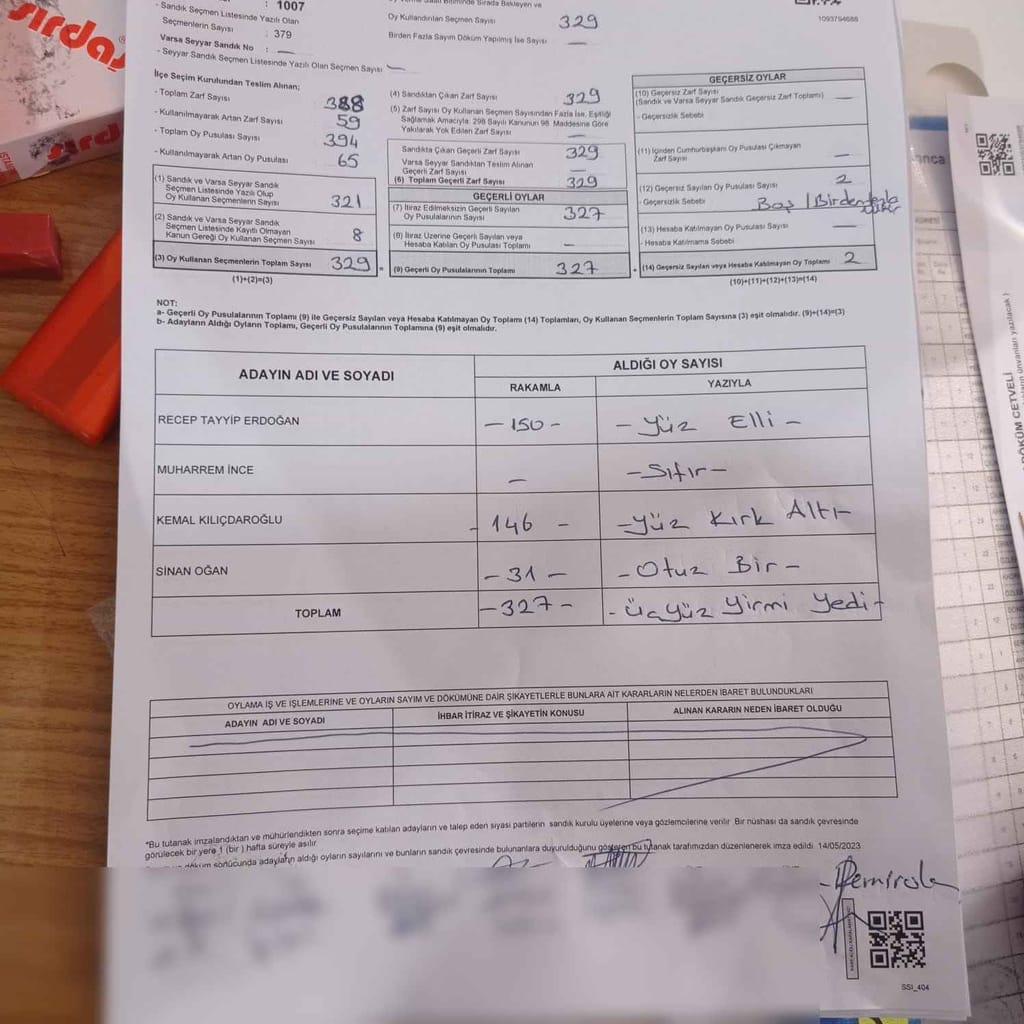 sırdaş
sırd
- Sandık Seçmen Listesinde Yazılı Olan
Seçmenlerin Sayısı
: 1007
: 379
Varsa Seyyar Sandık No : —
- Seyyar Sandık Seçmen Listesinde Yazılı Olan Seçmen Sayısı —
Oy Kullandırılan Seçmen Sayısı 329
Birden Fazla Sayım Döküm Yapılmış İse Sayısı —
1093794688
İlçe Seçim Kurulundan Teslim Alınan;
- Toplam Zarf Sayısı 388
- Kullanılmayarak Artan Zarf Sayısı 59
- Toplam Oy Pusulası Sayısı 394
- Kullanılmayarak Artan Oy Pusulası 65
(1) Sandık ve Varsa Seyyar Sandık
Seçmen Listesinde Yazılı Olup
Oy Kullanan Seçmenlerin Sayısı 321
(2) Sandık ve Varsa Seyyar Sandık
Seçmen Listesinde Kayıtlı Olmayan
Kanun Gereği Oy Kullanan Seçmen Sayısı 8
(3) Oy Kullanan Seçmenlerin Toplam Sayısı 329
(1)+(2)=(3)
(4) Sandıktan Çıkan Zarf Sayısı 329
(5) Zarf Sayısı Oy Kullanan Seçmen Sayısından Fazla İse, Eşitliği
Sağlamak Amacıyla, 298 Sayılı Kanunun 98. Maddesine Göre
Yakılarak Yok Edilen Zarf Sayısı —
Sandıkta Çıkan Geçerli Zarf Sayısı 329
Varsa Seyyar Sandıktan Teslim Alınan
Geçerli Zarf Sayısı —
(6) Toplam Geçerli Zarf Sayısı 329
GEÇERLİ OYLAR
(7) İtiraz Edilmeksizin Geçerli Sayılan
Oy Pusulalarının Sayısı 327
(8) İtiraz Üzerine Geçerli Sayılan veya
Hesaba Katılan Oy Pusulası Toplamı —
(9) Geçerli Oy Pusulalarının Toplamı 327
GEÇERSİZ OYLAR
(10) Geçersiz Zarf Sayısı
(Sandık ve Varsa Seyyar Sandık Geçersiz Zarf Toplamı) —
- Geçersizlik Sebebi
(11) İçinden Cumhurbaşkanı Oy Pusulası Çıkmayan
Zarf Sayısı —
(12) Geçersiz Sayılan Oy Pusulası Sayısı 2
- Geçersizlik Sebebi Boş / Birden fazla
(13) Hesaba Katılmayan Oy Pusulası Sayısı —
- Hesaba Katılmama Sebebi
(14) Geçersiz Sayılan veya Hesaba Katılmayan Oy Toplamı 2
(10)+(11)+(12)+(13)=(14)
NOT:
a- Geçerli Oy Pusulalarının Toplamı (9) ile Geçersiz Sayılan veya Hesaba Katılmayan Oy Toplamı (14) Toplamları, Oy Kullanan Seçmenlerin Toplam Sayısına (3) eşit olmalıdır. (9)+(14)=(3)
b- Adayların Aldığı Oyların Toplamı, Geçerli Oy Pusulalarının Toplamına (9) eşit olmalıdır.
ADAYIN ADI VE SOYADI
ALDIĞI OY SAYISI
RAKAMLA YAZIYLA
RECEP TAYYİP ERDOĞAN - 150 - - Yüz Elli -
MUHARREM İNCE — - Sıfır -
KEMAL KILIÇDAROĞLU - 146 - - Yüz Kırk Altı -
SİNAN OĞAN - 31 - - Otuz Bir -
TOPLAM - 327 - - Üçyüz Yirmi Yedi -
OYLAMA İŞ VE İŞLEMLERİNE VE OYLARIN SAYIM VE DÖKÜMÜNE DAİR ŞİKAYETLERLE BUNLARA AİT KARARLARIN NELERDEN İBARET BULUNDUKLARI
ADAYIN ADI VE SOYADI
İHBAR İTİRAZ VE ŞİKAYETİN KONUSU
ALINAN KARARIN NEDEN İBARET OLDUĞU
*Bu tutanak imzalandıktan ve mühürlendikten sonra seçime katılan adayların ve talep eden siyasi partilerin sandık kurulu üyelerine veya gözlemcilerine verilir. Bir nüshası da sandık çevresinde
görülecek bir yere 1 (bir) hafta süreyle asılır.
döküm sonucunda adayların aldığı oyların sayılarını ve bunların sandık çevresinde bulunanlara duyurulduğunu gösteren bu tutanak tarafımızdan düzenlenerek imza edildi. 14/05/2023
SSI_404
DÖKÜM CETVELİ